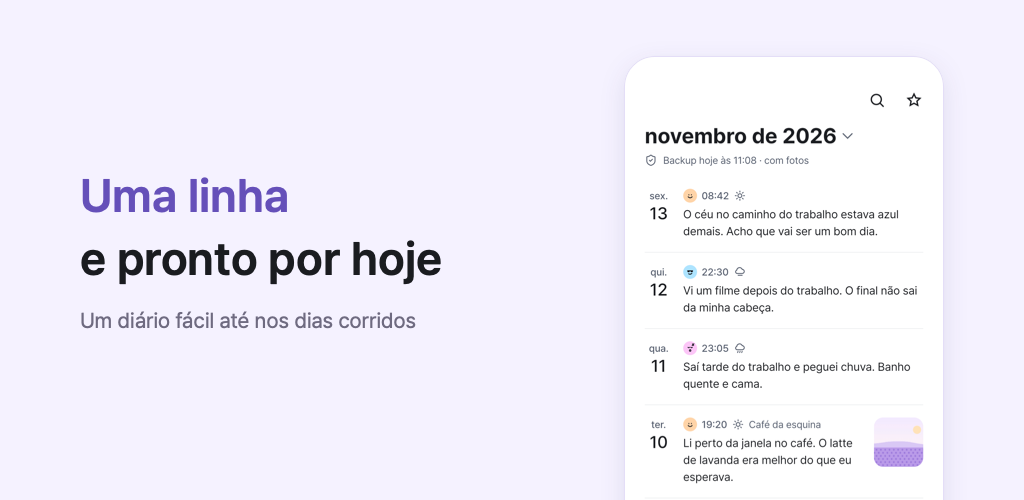 Uma linha
e pronto por hoje
Um diário fácil até nos dias corridos
novembro de 2026
Backup hoje às 11:08 · com fotos
sex.
13
08:42
O céu no caminho do trabalho estava azul
demais. Acho que vai ser um bom dia.
qui.
12
22:30
Vi um filme depois do trabalho. O final não sai
da minha cabeça.
qua.
11
23:05
Saí tarde do trabalho e peguei chuva. Banho
quente e cama.
ter.
10
19:20 Café da esquina
Li perto da janela no café. O latte
de lavanda era melhor do que eu
esperava.